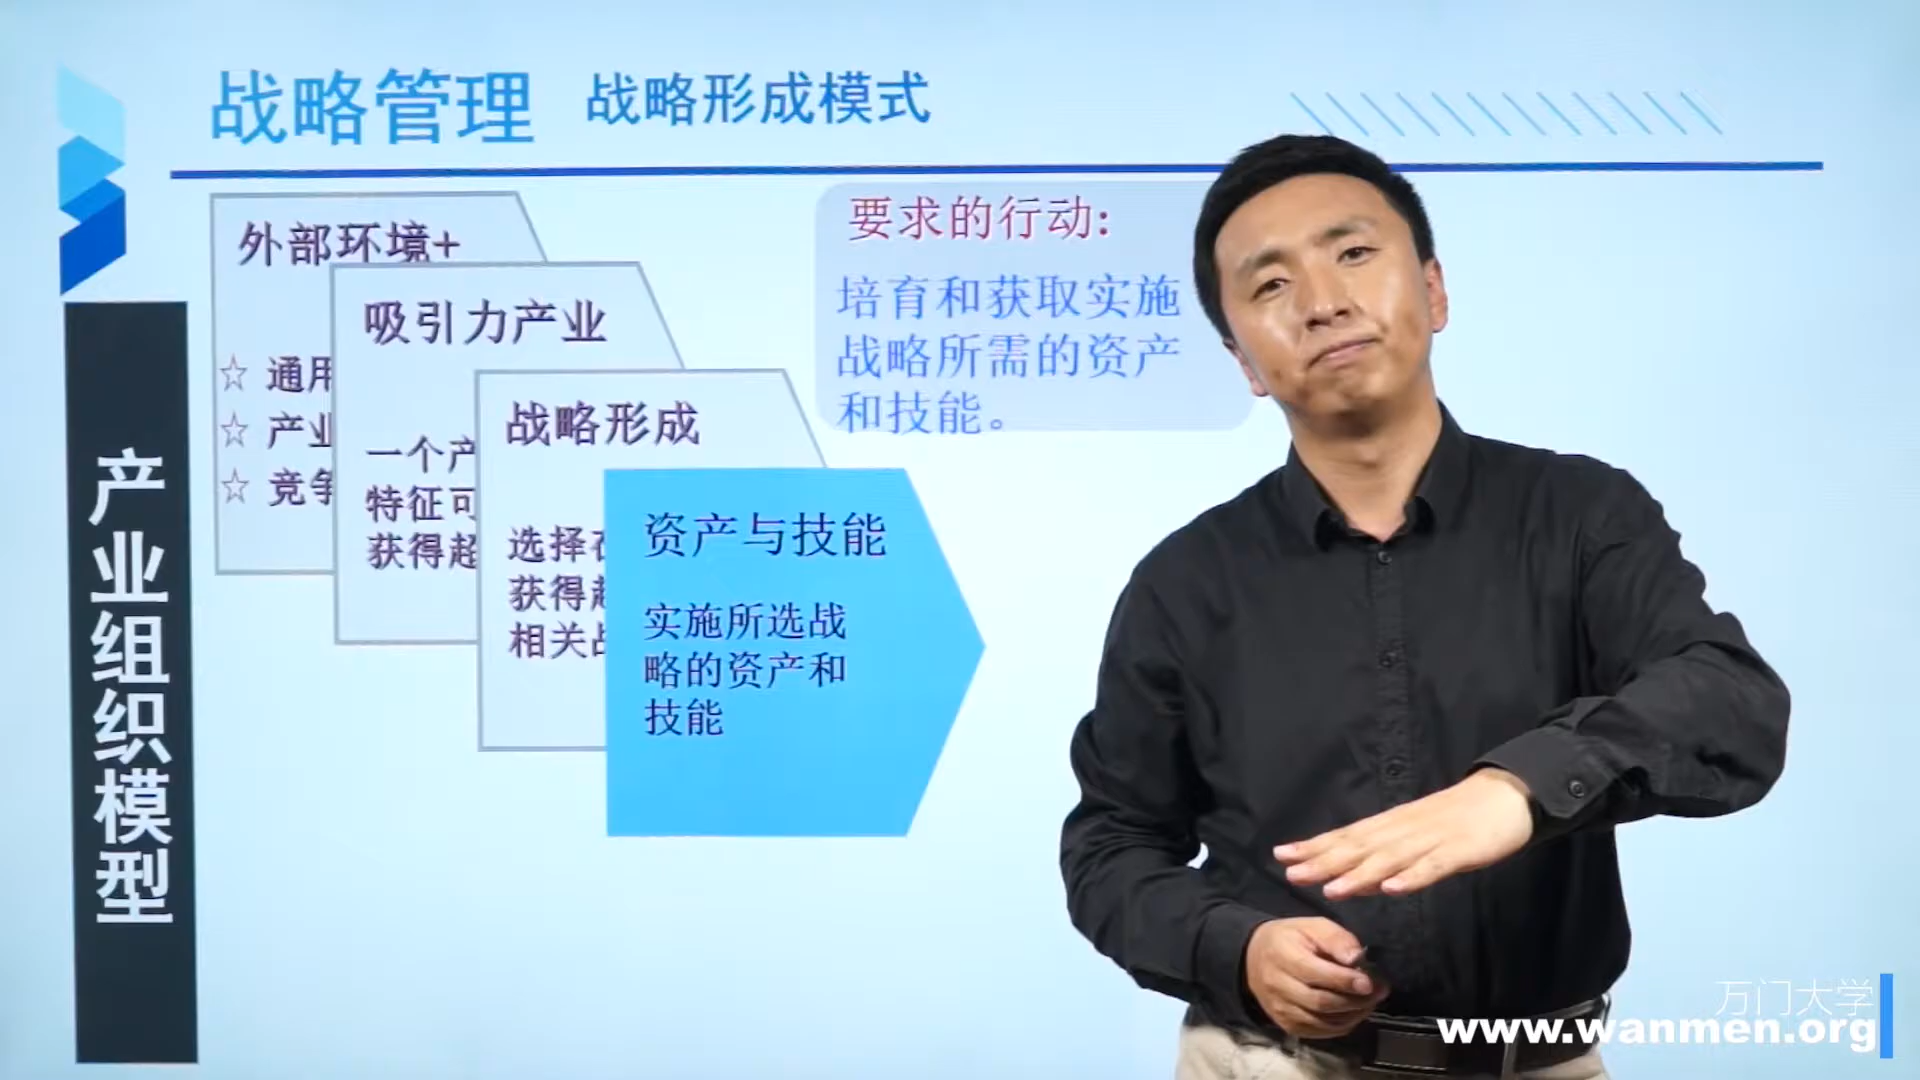 战略管理 战略形成模式
产业组织模型
外部环境+
☆ 通用
☆ 产业
☆ 竞争
吸引力产业
一个产
特征可
获得超
战略形成
选择
获得
相关
资产与技能
实施所选战
略的资产和
技能
要求的行动:
培育和获取实施
战略所需的资产
和技能。
万门大学
www.wanmen.org